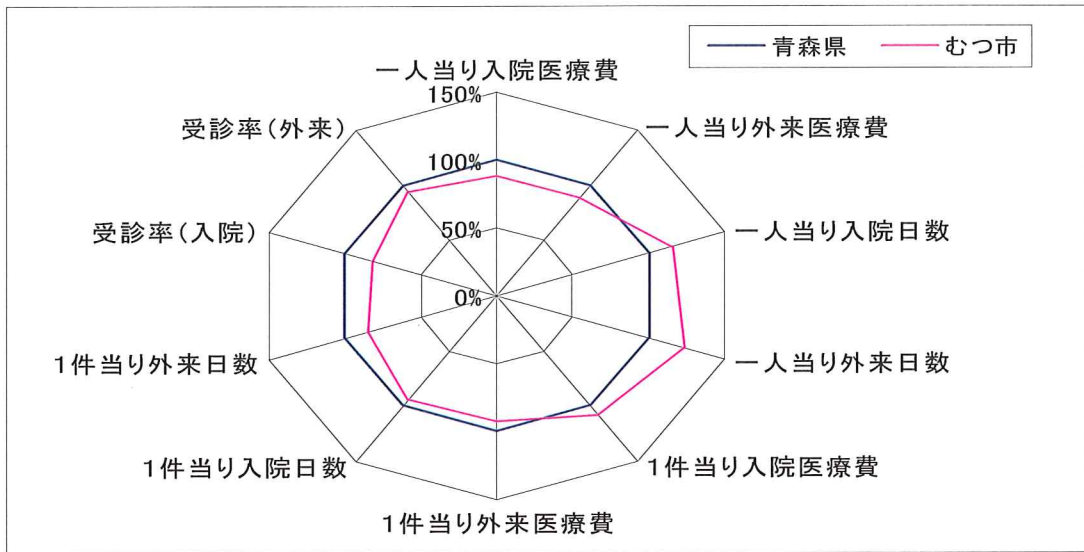 青森県 むつ市
一人当り入院医療費
150%
受診率(外来)
一人当り外来医療費
100%
受診率(入院)
50%
一人当り入院日数
0%
1件当り外来日数
一人当り外来日数
1件当り入院日数
1件当り入院医療費
1件当り外来医療費